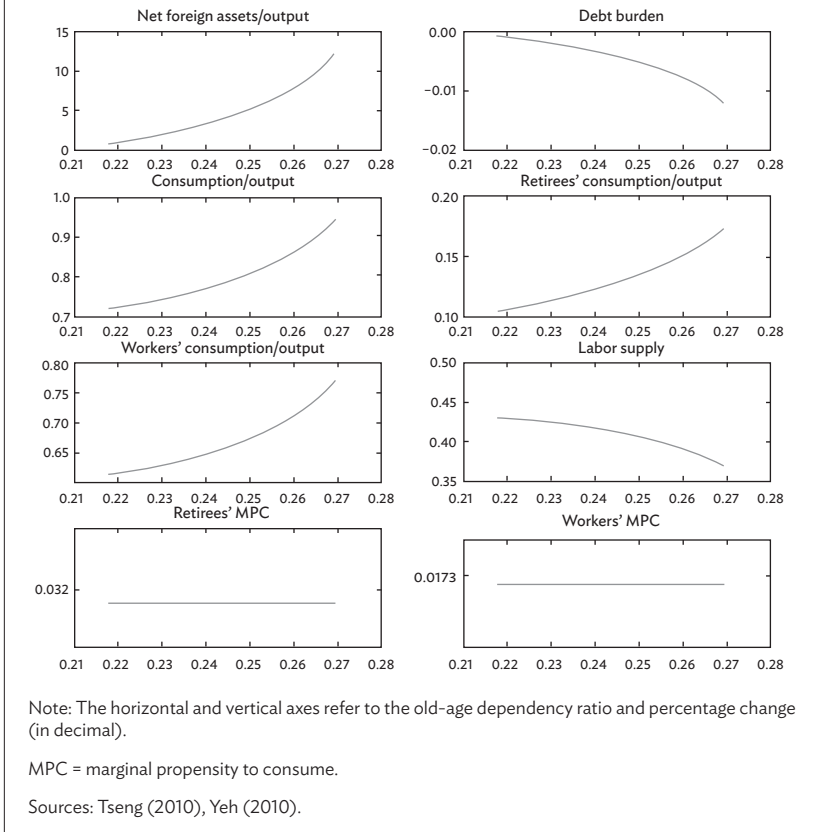 Net foreign assets/output
15
10
5
0
0.21 0.22 0.23 0.24 0.25 0.26 0.27 0.28
Debt burden
0.00
−0.01
−0.02
0.21 0.22 0.23 0.24 0.25 0.26 0.27 0.28
Consumption/output
1.0
0.9
0.8
0.7
0.21 0.22 0.23 0.24 0.25 0.26 0.27 0.28
Retirees’ consumption/output
0.20
0.15
0.10
0.21 0.22 0.23 0.24 0.25 0.26 0.27 0.28
Workers’ consumption/output
0.80
0.75
0.70
0.65
0.21 0.22 0.23 0.24 0.25 0.26 0.27 0.28
Labor supply
0.50
0.45
0.40
0.35
0.21 0.22 0.23 0.24 0.25 0.26 0.27 0.28
Retirees’ MPC
0.032
0.21 0.22 0.23 0.24 0.25 0.26 0.27 0.28
Workers’ MPC
0.0173
0.21 0.22 0.23 0.24 0.25 0.26 0.27 0.28
Note: The horizontal and vertical axes refer to the old-age dependency ratio and percentage change
(in decimal).
MPC = marginal propensity to consume.
Sources: Tseng (2010), Yeh (2010).